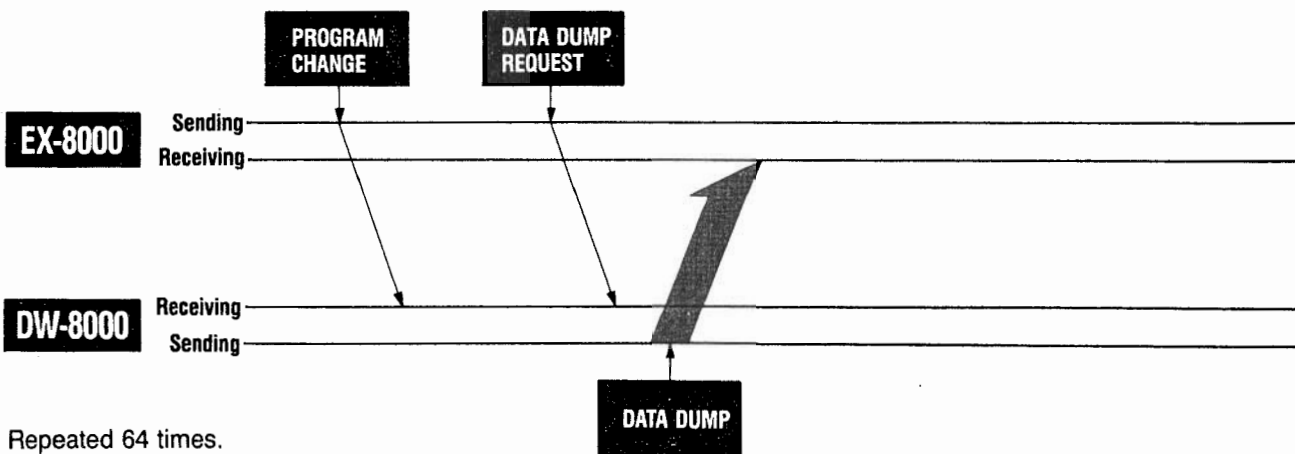 PROGRAM
CHANGE
DATA DUMP
REQUEST
EX-8000
Sending
Receiving
DW-8000
Receiving
Sending
DATA DUMP
Repeated 64 times.